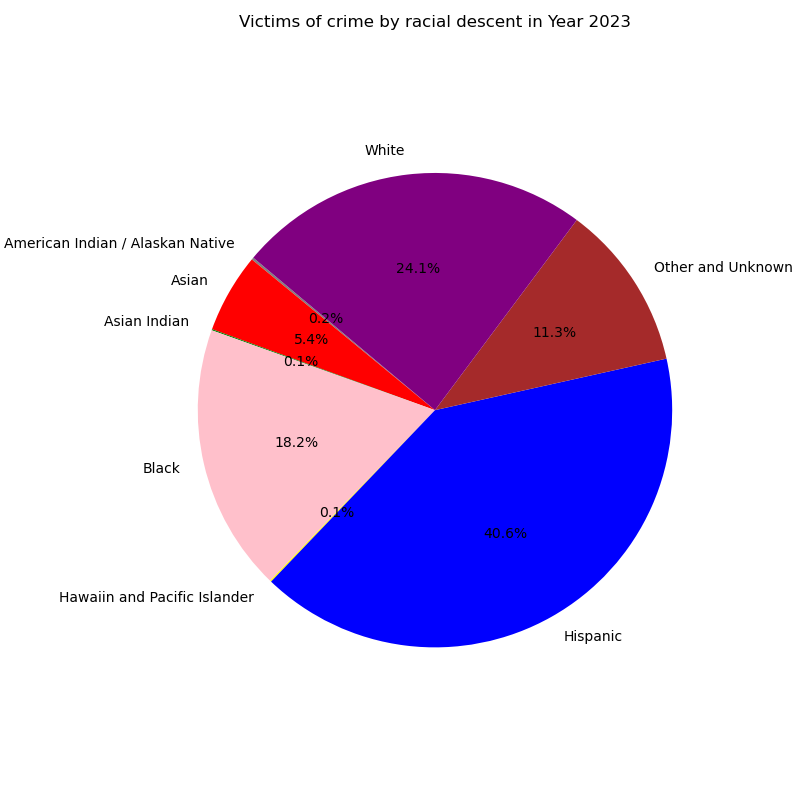 Victims of crime by racial descent in Year 2023
White
American Indian / Alaskan Native
Other and Unknown
24.1%
Asian
0.2%
Asian Indian
11.3%
5.4%
0.1%
18.2%
Black
0.1%
40.6%
Hawaiin and Pacific Islander
Hispanic